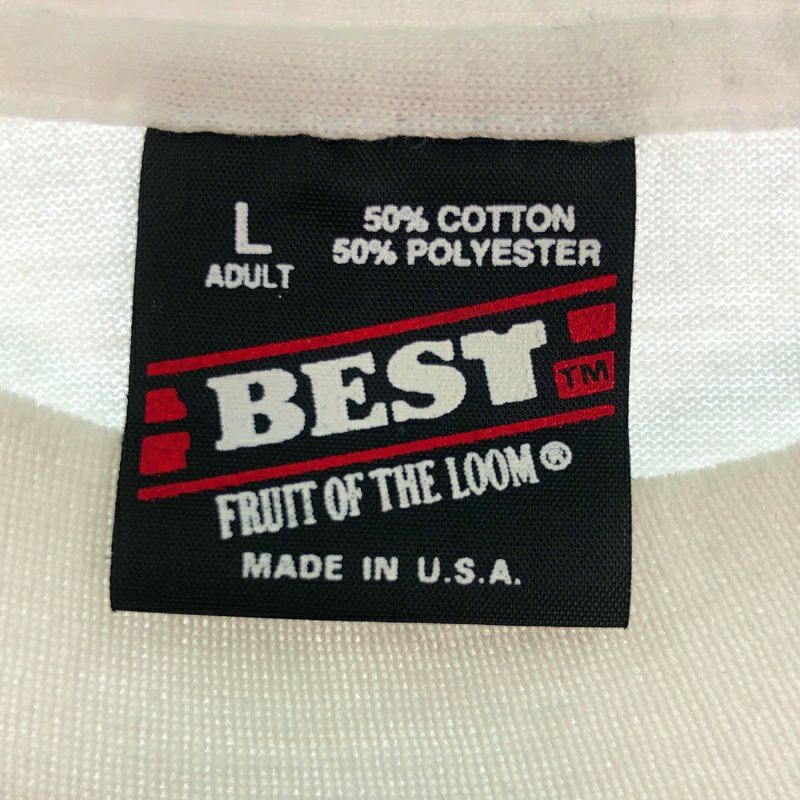 L
ADULT
50% COTTON
50% POLYESTER
BEST
TM
FRUIT OF THE LOOM®
MADE IN U.S.A.